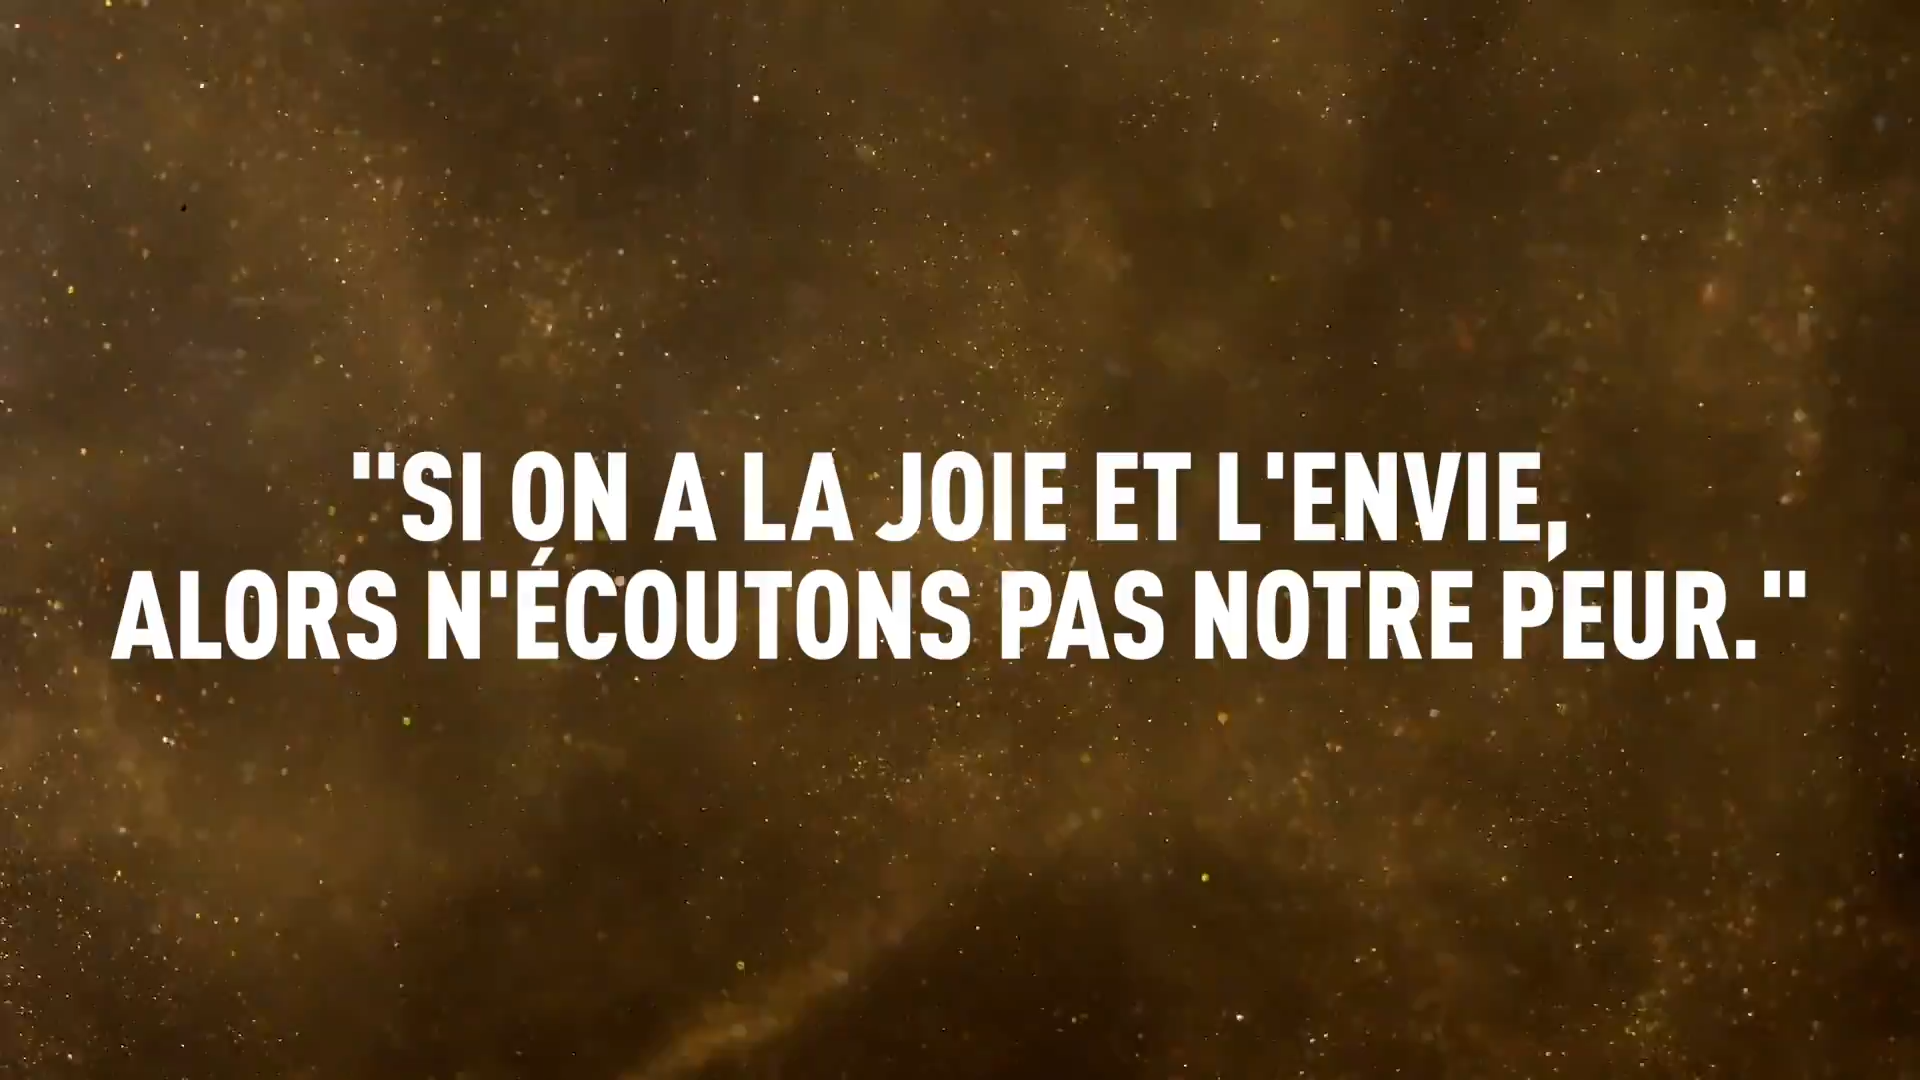 "SI ON A LA JOIE ET L'ENVIE,
ALORS N'ÉCOUTONS PAS NOTRE PEUR."